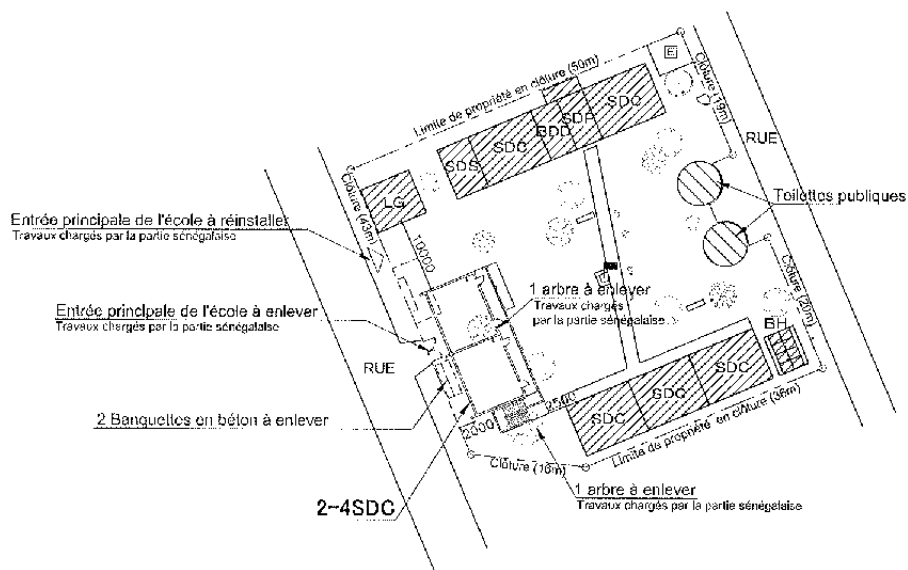 Limite de propriété en clôture (50m)
E
Clôture (19m)
RUE
SDS
SDC
BDD
SDP
SDC
Toilettes publiques
LG
Clôture (43m)
Entrée principale de l'école à réinstaller
Travaux chargés par la partie sénégalaise
10000
1 arbre à enlever
Travaux chargés
par la partie sénégalaise
Entrée principale de l'école à enlever
Travaux chargés par la partie sénégalaise
Clôture (20m)
BH
RUE
SDC
SDC
SDC
2 Banquettes en béton à enlever
2000
2500
Limite de propriété en clôture (36m)
Clôture (16m)
1 arbre à enlever
Travaux chargés par la partie sénégalaise
2-4SDC